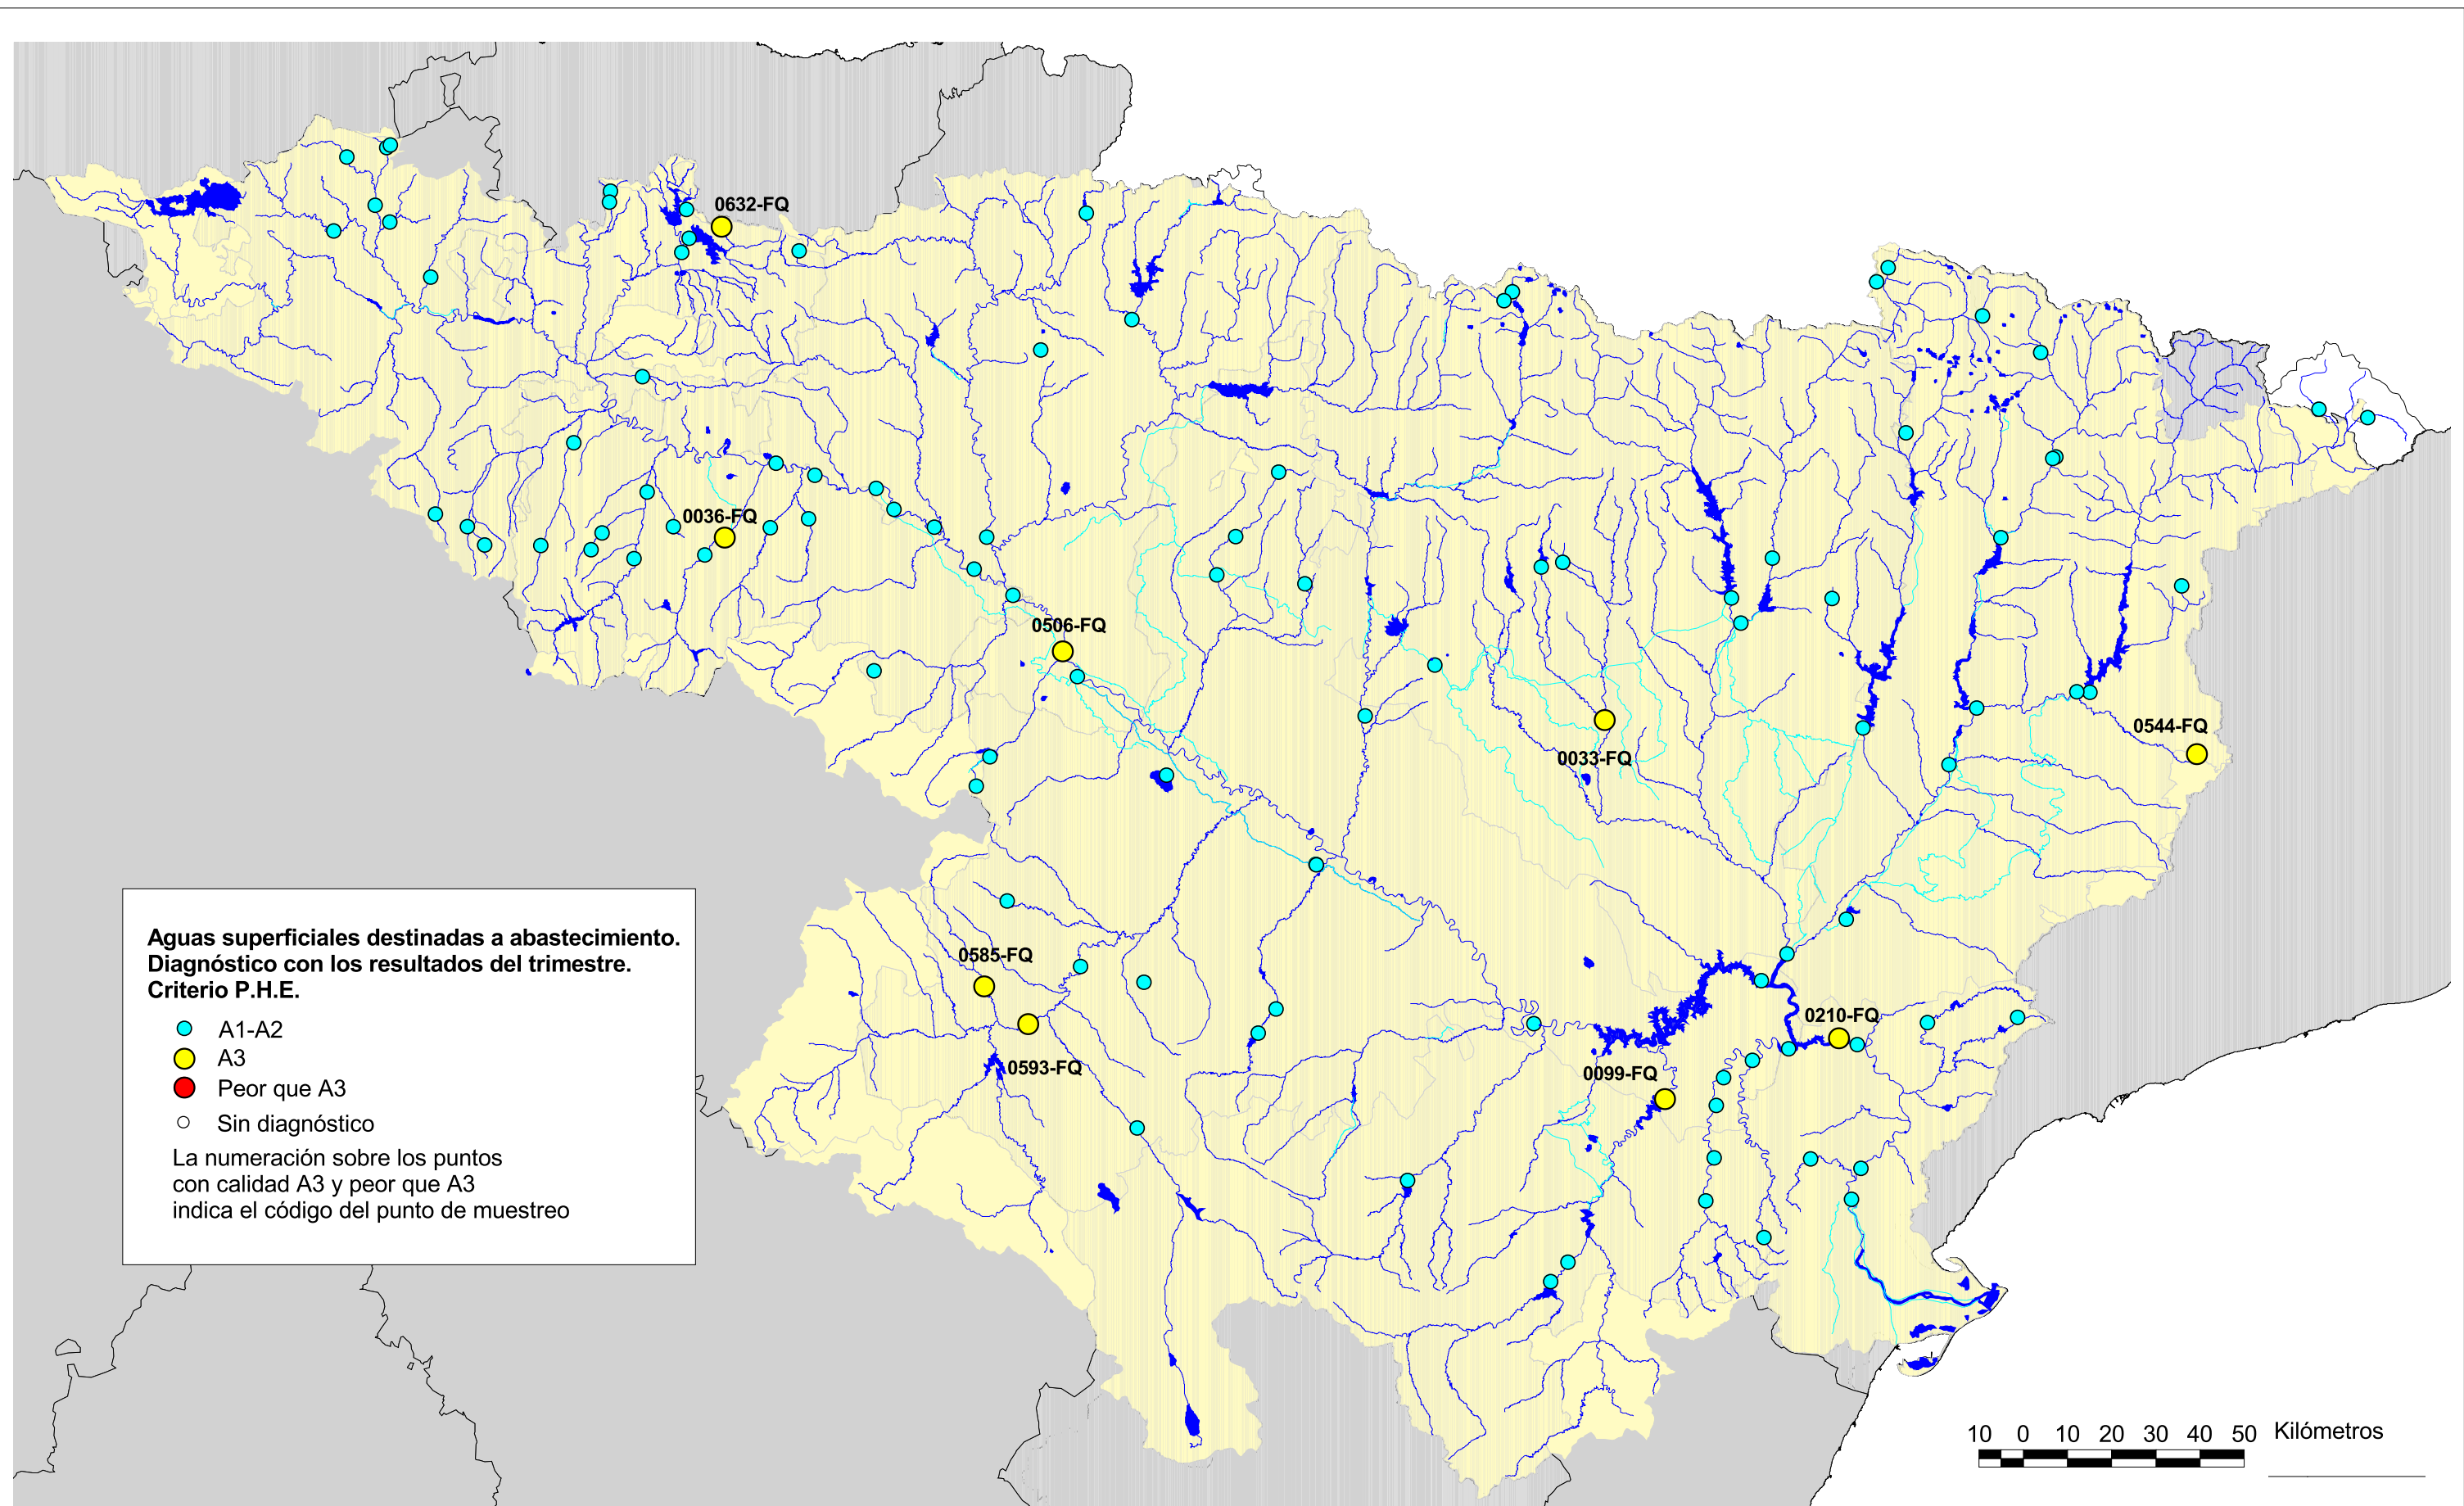 0632-FQ
0036-FQ
0506-FQ
0033-FQ
0544-FQ
0585-FQ
0593-FQ
0210-FQ
0099-FQ
Aguas superficiales destinadas a abastecimiento.
Diagnóstico con los resultados del trimestre.
Criterio P.H.E.
A1-A2
A3
Peor que A3
Sin diagnóstico
La numeración sobre los puntos
con calidad A3 y peor que A3
indica el código del punto de muestreo
10 0 10 20 30 40 50 Kilómetros